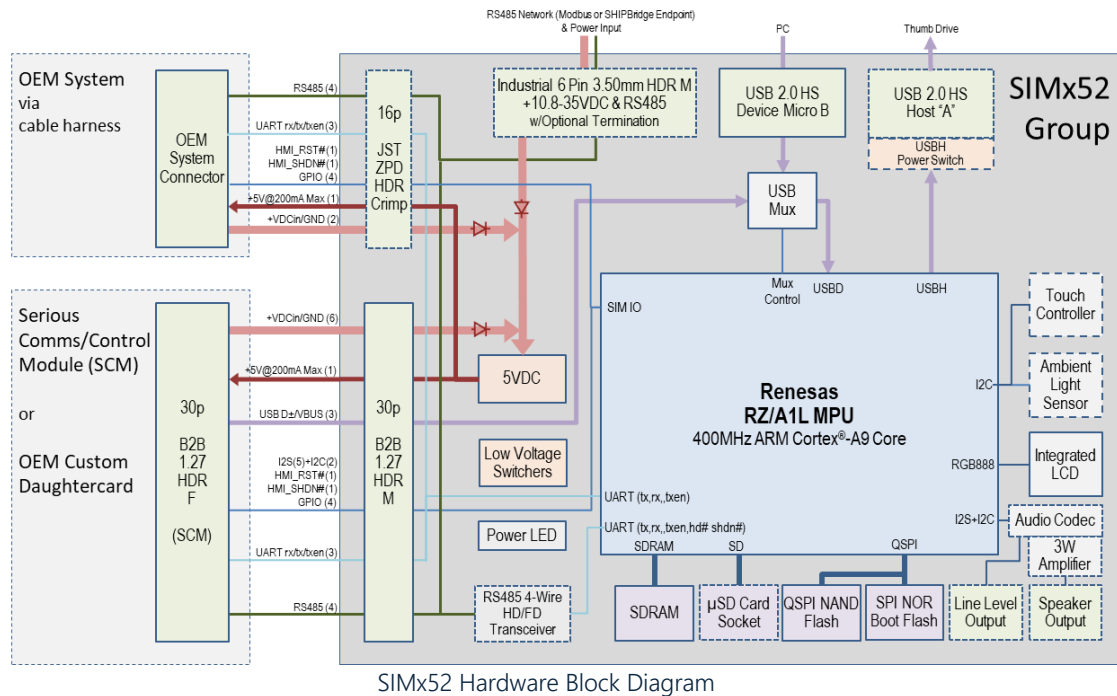 RS485 Network (Modbus or SHIPBridge Endpoint)
& Power Input
PC
Thumb Drive
OEM System
via
cable harness
OEM
System
Connector
RS485 (4)
UART rx/tx/txen (3)
HMI_RST# (1)
HMI_SHDN# (1)
GPIO (4)
+5V@200mA Max (1)
+VDCin/GND (2)
16p
JST
ZPD
HDR
Crimp
Industrial 6 Pin 3.50mm HDR M
+10.8-35VDC & RS485
w/Optional Termination
USB 2.0 HS
Device Micro B
USB 2.0 HS
Host “A”
USBH
Power Switch
SIMx52
Group
USB
Mux
Serious
Comms/Control
Module (SCM)
or
OEM Custom
Daughtercard
30p
B2B
1.27
HDR
F
(SCM)
+VDCin/GND (6)
+5V@200mA Max (1)
USB D±/VBUS (3)
I2S(5)+I2C(2)
HMI_RST# (1)
HMI_SHDN# (1)
GPIO (4)
UART rx/tx/txen (3)
RS485 (4)
30p
B2B
1.27
HDR
M
5VDC
Low Voltage
Switchers
Power LED
RS485 4-Wire
HD/FD
Transceiver
Mux
Control
USBD
USBH
SIM IO
Renesas
RZ/A1L MPU
400MHz ARM Cortex®-A9 Core
I2C
RGB888
I2S+I2C
UART (tx,rx,,txen)
UART (tx,rx,,txen,hd# shdn#)
SDRAM
SD
QSPI
Touch
Controller
Ambient
Light
Sensor
Integrated
LCD
Audio Codec
3W
Amplifier
SDRAM
µSD Card
Socket
QSPI NAND
Flash
SPI NOR
Boot Flash
Line Level
Output
Speaker
Output
SIMx52 Hardware Block Diagram